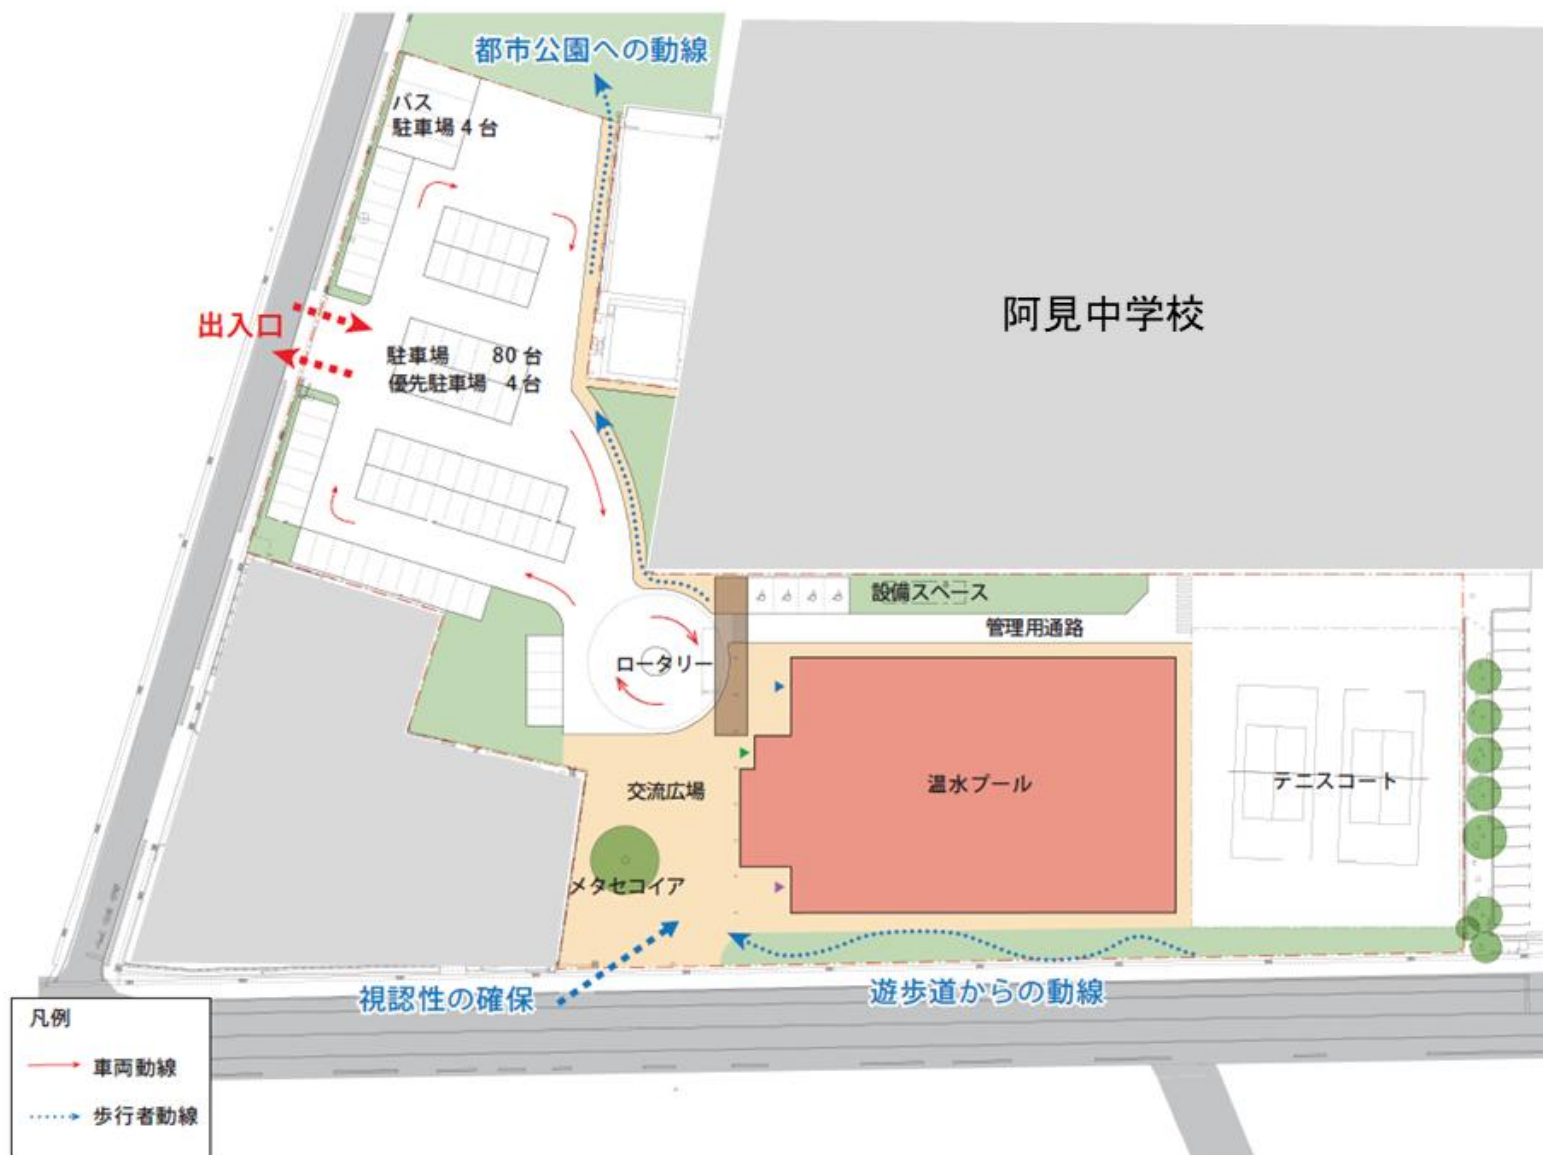 都市公園への動線
バス
駐車場 4 台
阿見中学校
出入口
駐車場 80 台
優先駐車場 4 台
設備スペース
管理用通路
ロータリー
交流広場
温水プール
テニスコート
メタセコイア
視認性の確保
遊歩道からの動線
凡例
車両動線
歩行者動線